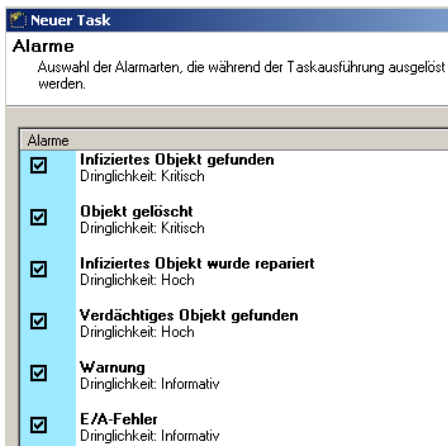 Neuer Task
Alarme
Auswahl der Alarmarten, die während der Taskausführung ausgelöst
werden.
Alarme
Infiziertes Objekt gefunden
Dringlichkeit: Kritisch
Objekt gelöscht
Dringlichkeit: Kritisch
Infiziertes Objekt wurde repariert
Dringlichkeit: Hoch
Verdächtiges Objekt gefunden
Dringlichkeit: Hoch
Warnung
Dringlichkeit: Informativ
E/A-Fehler
Dringlichkeit: Informativ